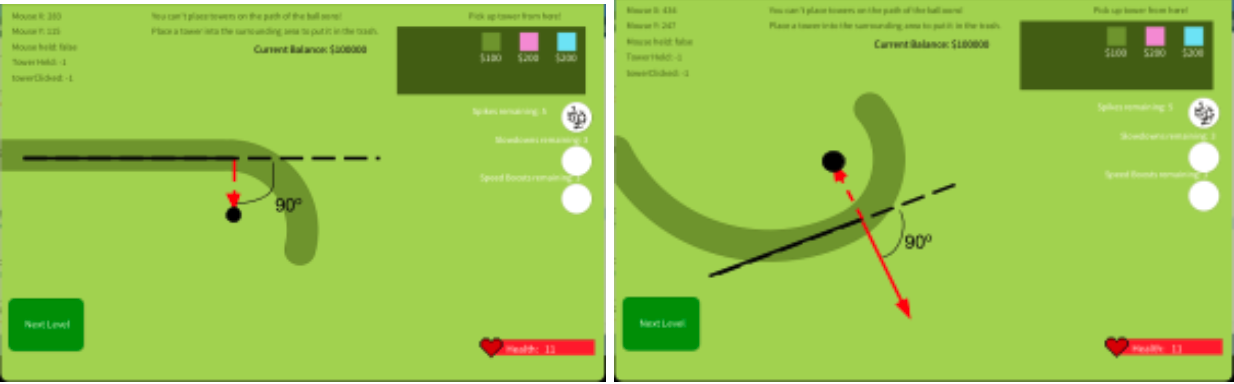 Mouse X: 203
Mouse Y: 125
Mouse held: false
Tower Held: -1
towerClicked: -1
You can't place towers on the path of the balloons!
Place a tower into the surrounding area to put it in the trash.
Current Balance: $100000
Pick up tower from here!
$100 $200 $200
Spikes remaining: 5
Slowdowns remaining: 3
Speed Boosts remaining:
90º
Next Level
Health: 11
Mouse X: 434
Mouse Y: 247
Mouse held: false
Tower Held: -1
towerClicked: -1
You can't place towers on the path of the balloons!
Place a tower into the surrounding area to put it in the trash.
Current Balance: $100000
Pick up tower from here!
$100 $200 $200
Spikes remaining: 5
Slowdowns remaining: 3
Speed Boosts remaining:
90º
Next Level
Health: 11